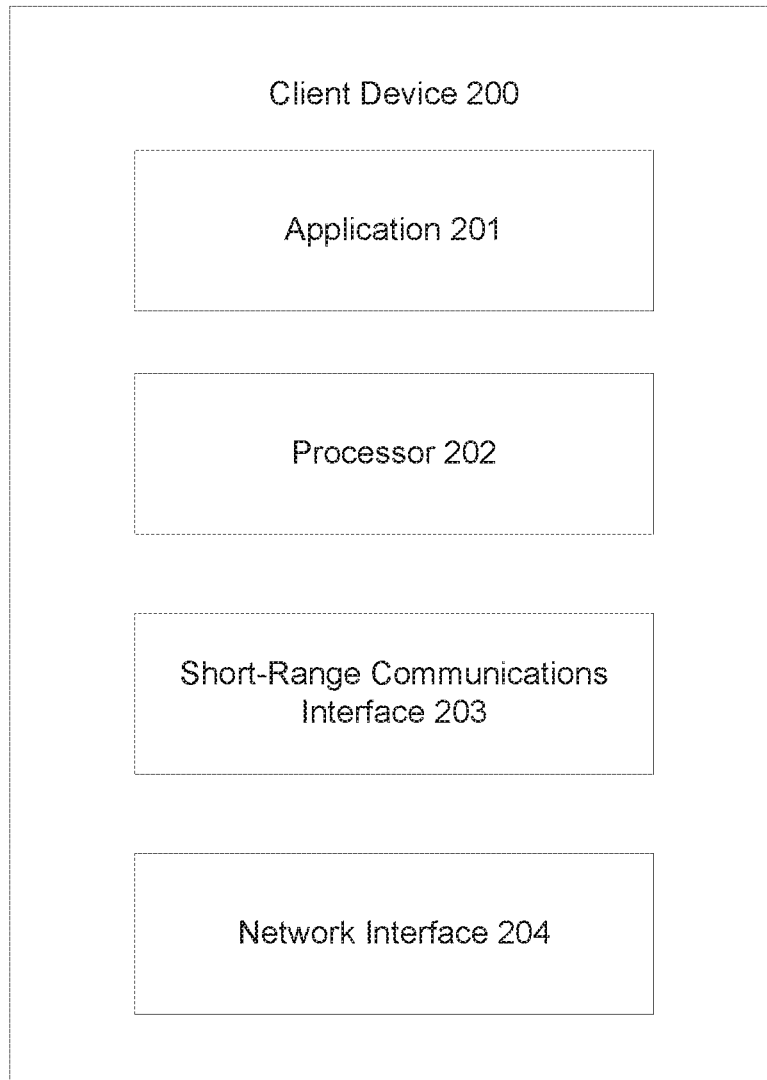 Client Device 200
Application 201
Processor 202
Short-Range Communications
Interface 203
Network Interface 204